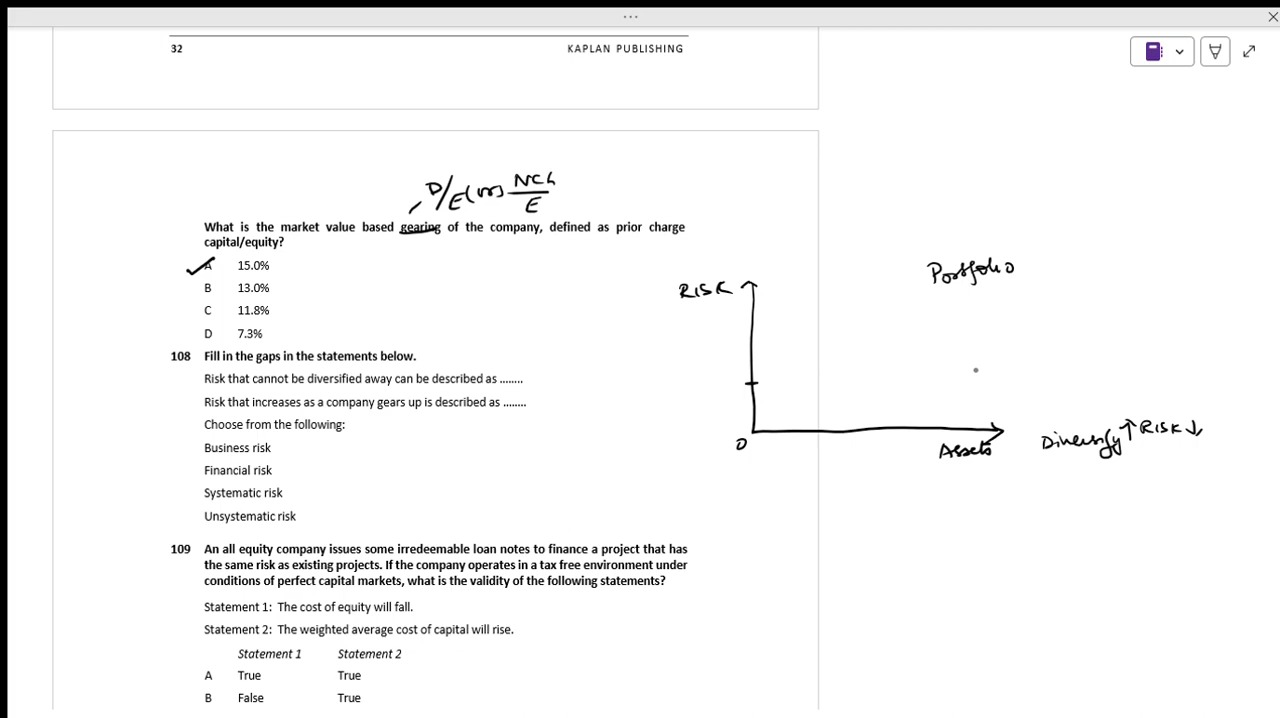 32
KAPLAN PUBLISHING
D/E (or) NCL
E
What is the market value based gearing of the company, defined as prior charge
capital/equity?
A 15.0%
B 13.0%
C 11.8%
D 7.3%
108 Fill in the gaps in the statements below.
Risk that cannot be diversified away can be described as ........
Risk that increases as a company gears up is described as ........
Choose from the following:
Business risk
Financial risk
Systematic risk
Unsystematic risk
109 An all equity company issues some irredeemable loan notes to finance a project that has
the same risk as existing projects. If the company operates in a tax free environment under
conditions of perfect capital markets, what is the validity of the following statements?
Statement 1: The cost of equity will fall.
Statement 2: The weighted average cost of capital will rise.
Statement 1 Statement 2
A True True
B False True
Portfolio
RISK
0
Assets
Diversify ↑ RISK ↓